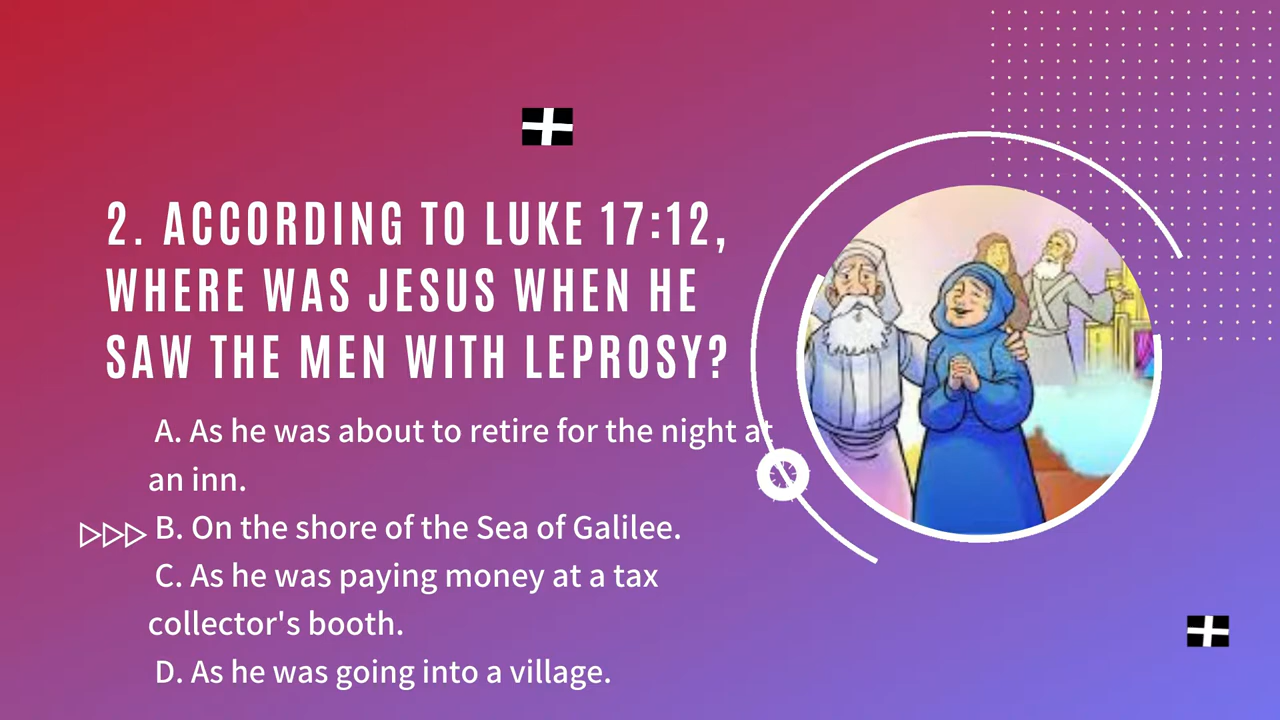 2. ACCORDING TO LUKE 17:12,
WHERE WAS JESUS WHEN HE
SAW THE MEN WITH LEPROSY?
A. As he was about to retire for the night at
an inn.
B. On the shore of the Sea of Galilee.
C. As he was paying money at a tax
collector's booth.
D. As he was going into a village.